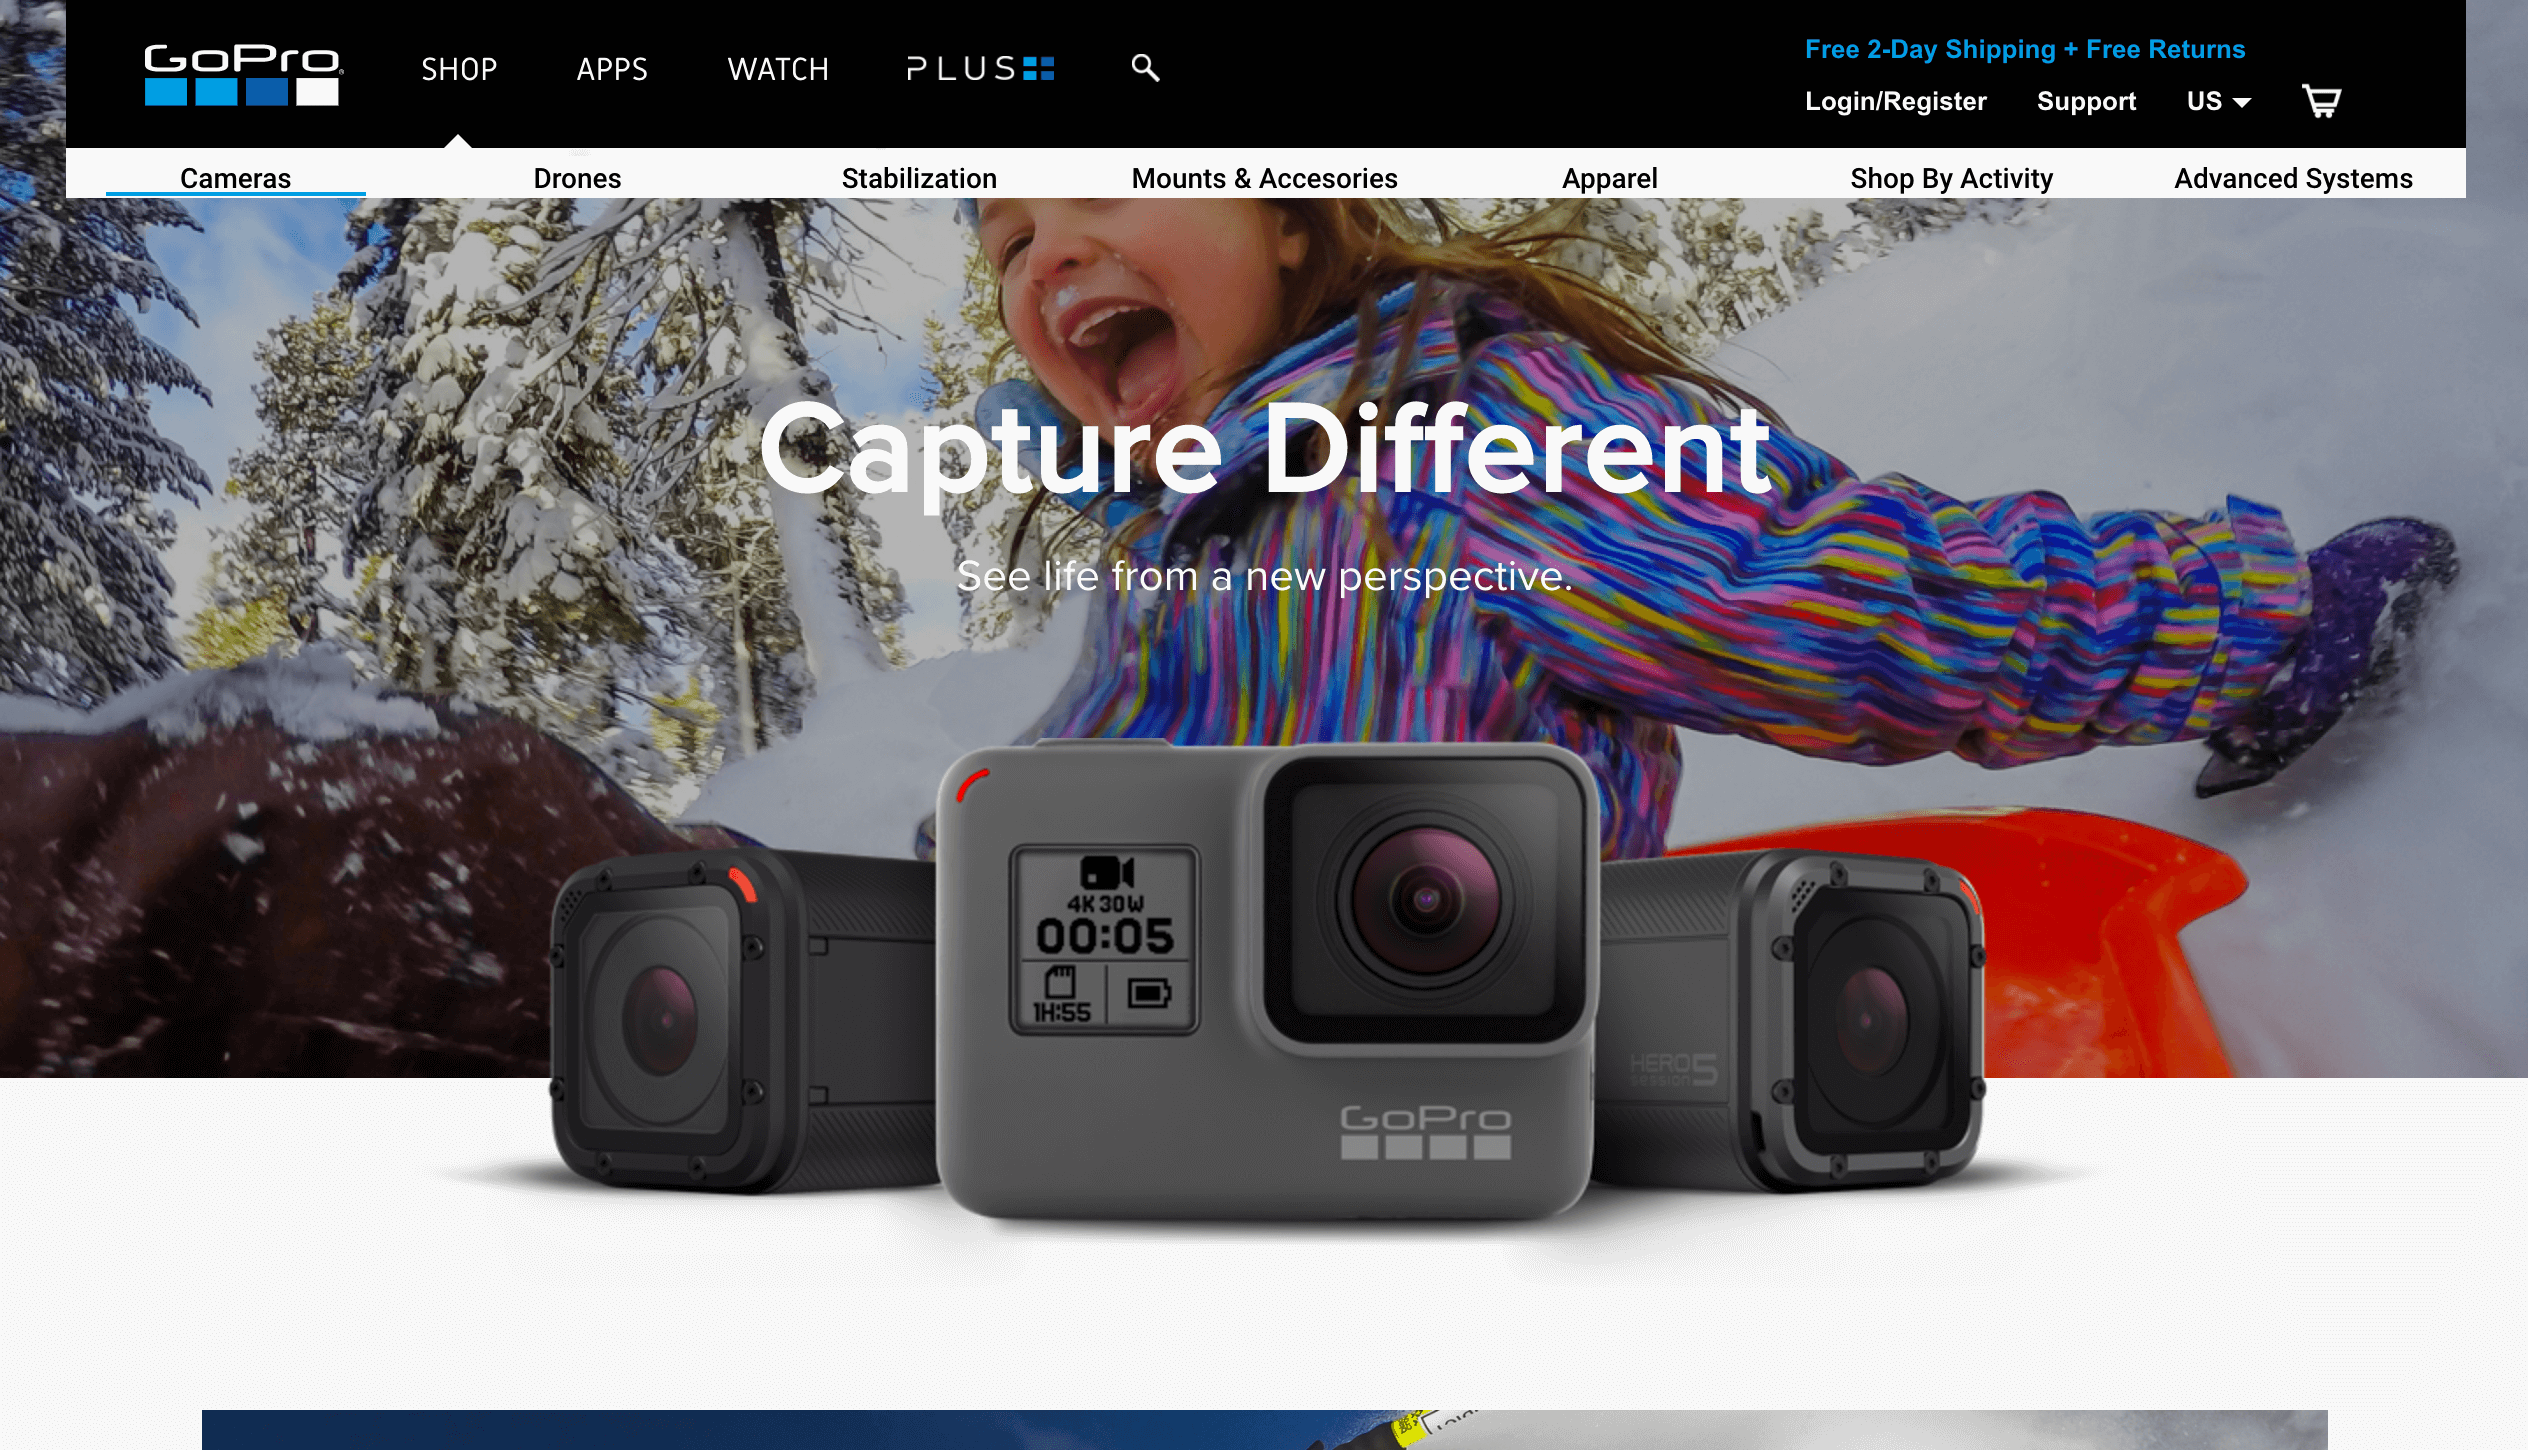 GoPro
SHOP
APPS
WATCH
PLUS
Free 2-Day Shipping + Free Returns
Login/Register
Support
US
Cameras
Drones
Stabilization
Mounts & Accesories
Apparel
Shop By Activity
Advanced Systems
Capture Different
See life from a new perspective.
4K 30 W
00:05
1H:55
HERO5
session
GoPro